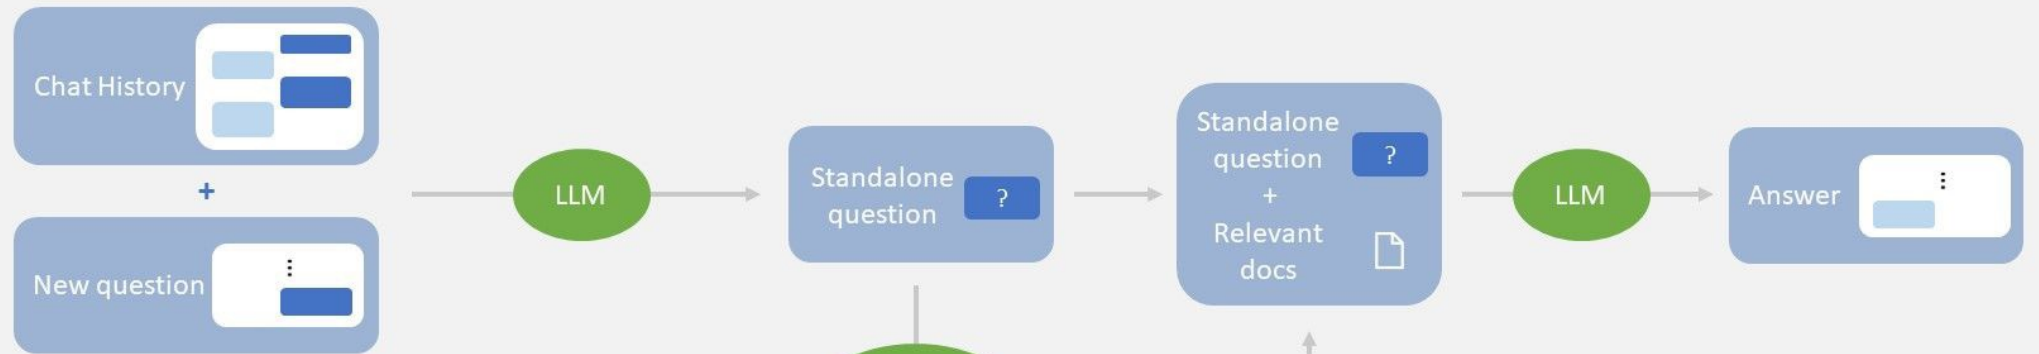 Chat History
+
New question
LLM
Standalone
question
?
Standalone
question
?
+
Relevant
docs
LLM
Answer